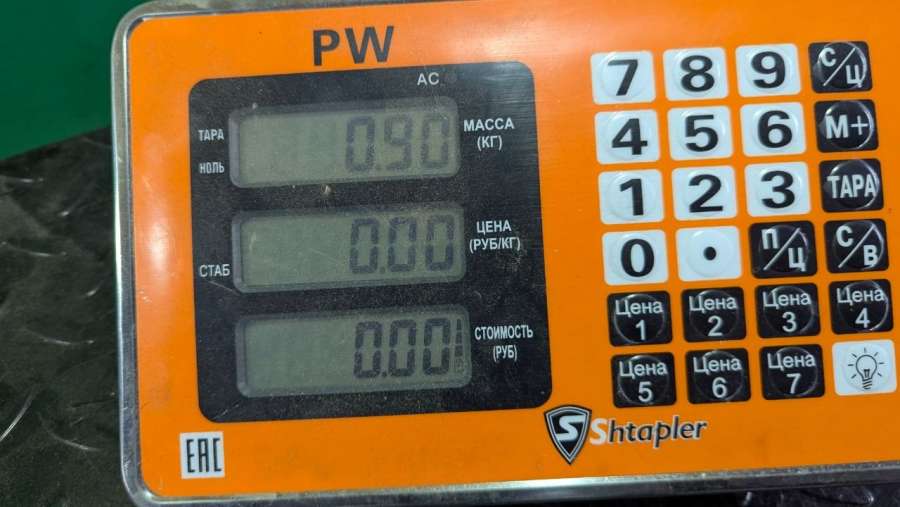 PW
AC
ТАРА
НОЛЬ
0.90
МАССА
(КГ)
СТАБ
0.00
ЦЕНА
(РУБ/КГ)
0.00
СТОИМОСТЬ
(РУБ)
7 8 9 С/Ц
4 5 6 М+
1 2 3 ТАРА
0 • П/Ц С/В
Цена 1 Цена 2 Цена 3 Цена 4
Цена 5 Цена 6 Цена 7
EAC
S Shtapler